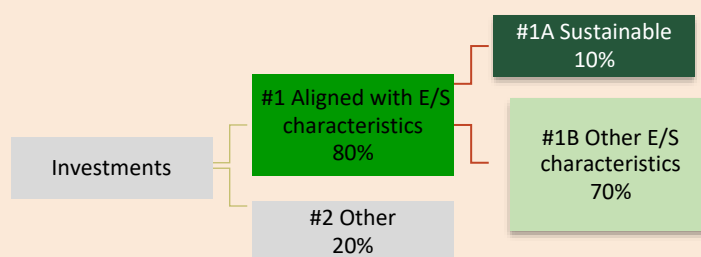 #1A Sustainable
10%
#1 Aligned with E/S
characteristics
80%
#1B Other E/S
characteristics
70%
Investments
#2 Other
20%